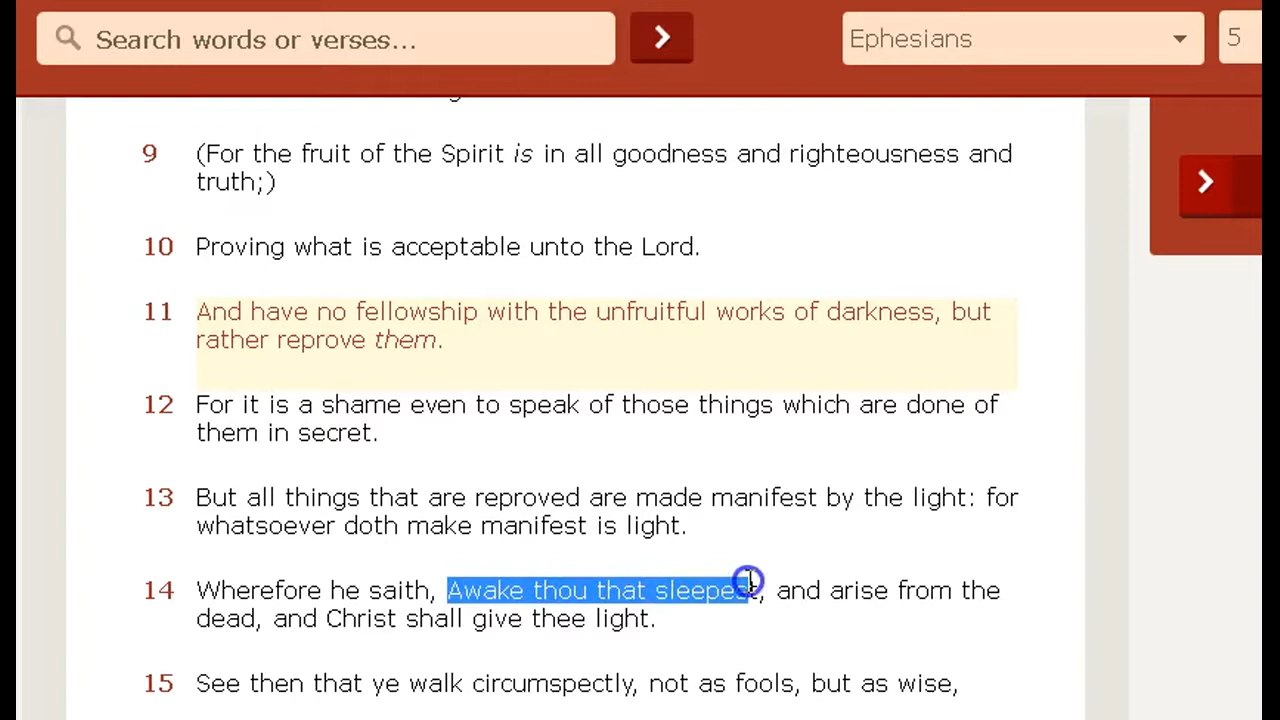 Search words or verses...
Ephesians
5
9 (For the fruit of the Spirit is in all goodness and righteousness and
truth;)
10 Proving what is acceptable unto the Lord.
11 And have no fellowship with the unfruitful works of darkness, but
rather reprove them.
12 For it is a shame even to speak of those things which are done of
them in secret.
13 But all things that are reproved are made manifest by the light: for
whatsoever doth make manifest is light.
14 Wherefore he saith, Awake thou that sleepest, and arise from the
dead, and Christ shall give thee light.
15 See then that ye walk circumspectly, not as fools, but as wise,